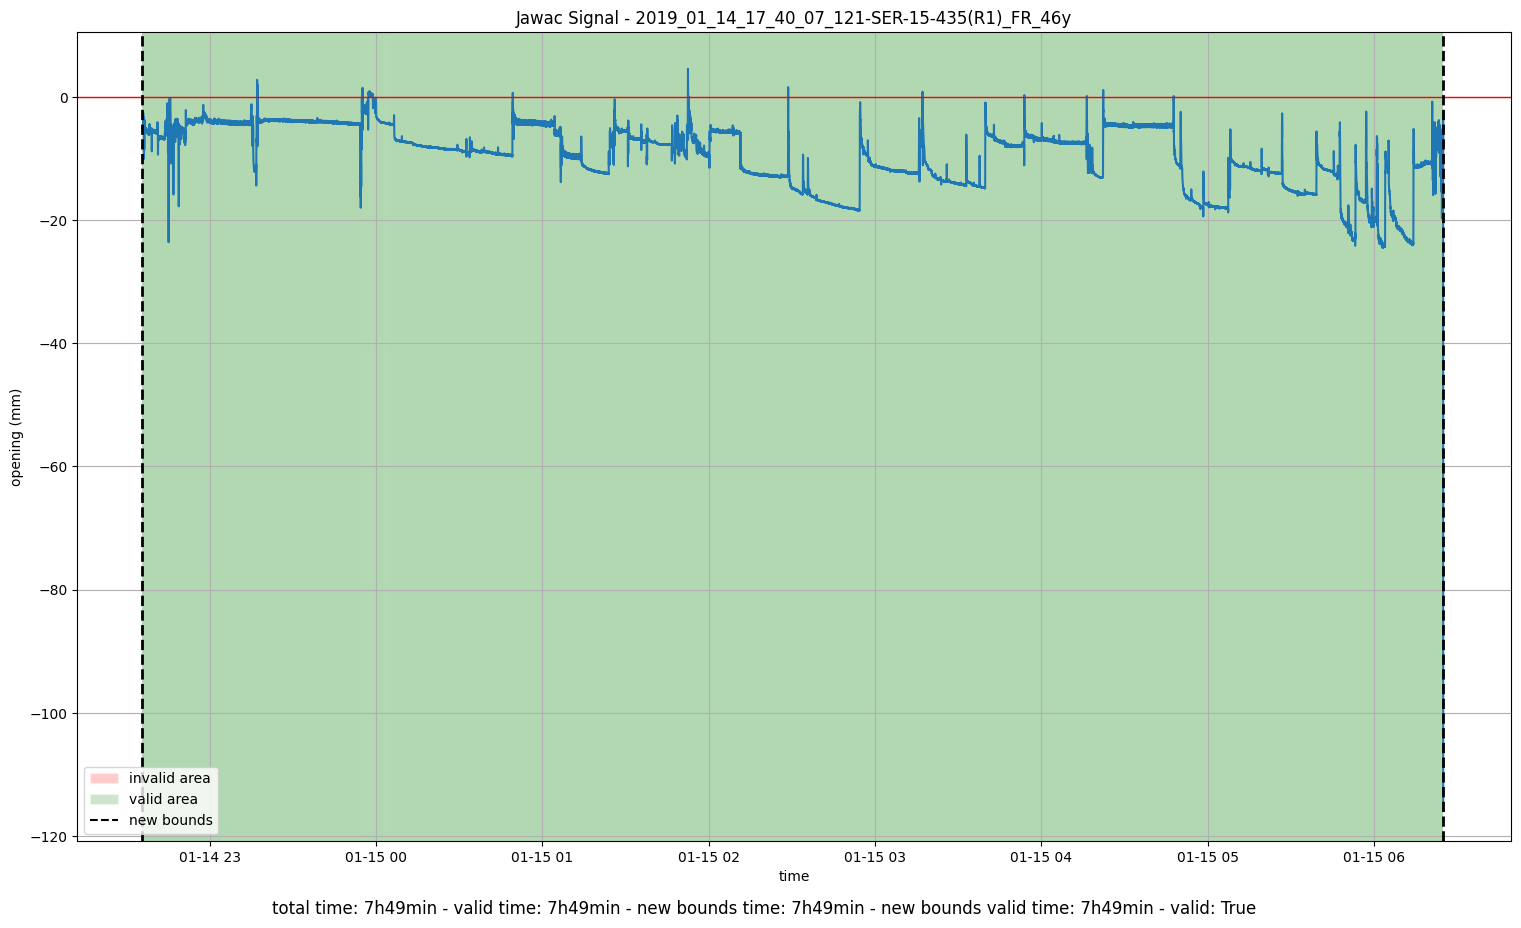 Jawac Signal - 2019_01_14_17_40_07_121-SER-15-435(R1)_FR_46y
opening (mm)
0
−20
−40
−60
−80
−100
−120
invalid area
valid area
new bounds
01-14 23
01-15 00
01-15 01
01-15 02
01-15 03
01-15 04
01-15 05
01-15 06
time
total time: 7h49min - valid time: 7h49min - new bounds time: 7h49min - new bounds valid time: 7h49min - valid: True